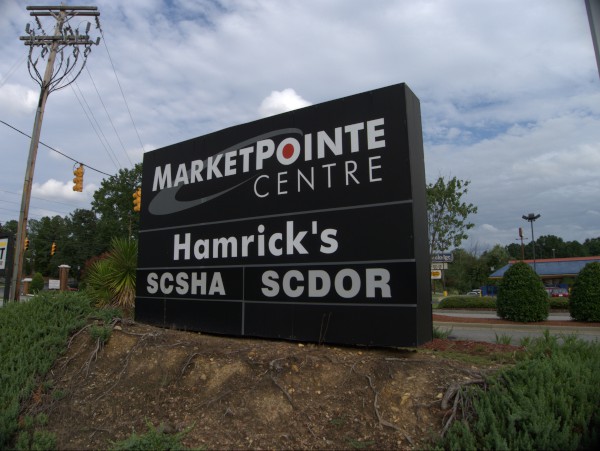 MARKETPOINTE
CENTRE
Hamrick's
SCSHA SCDOR